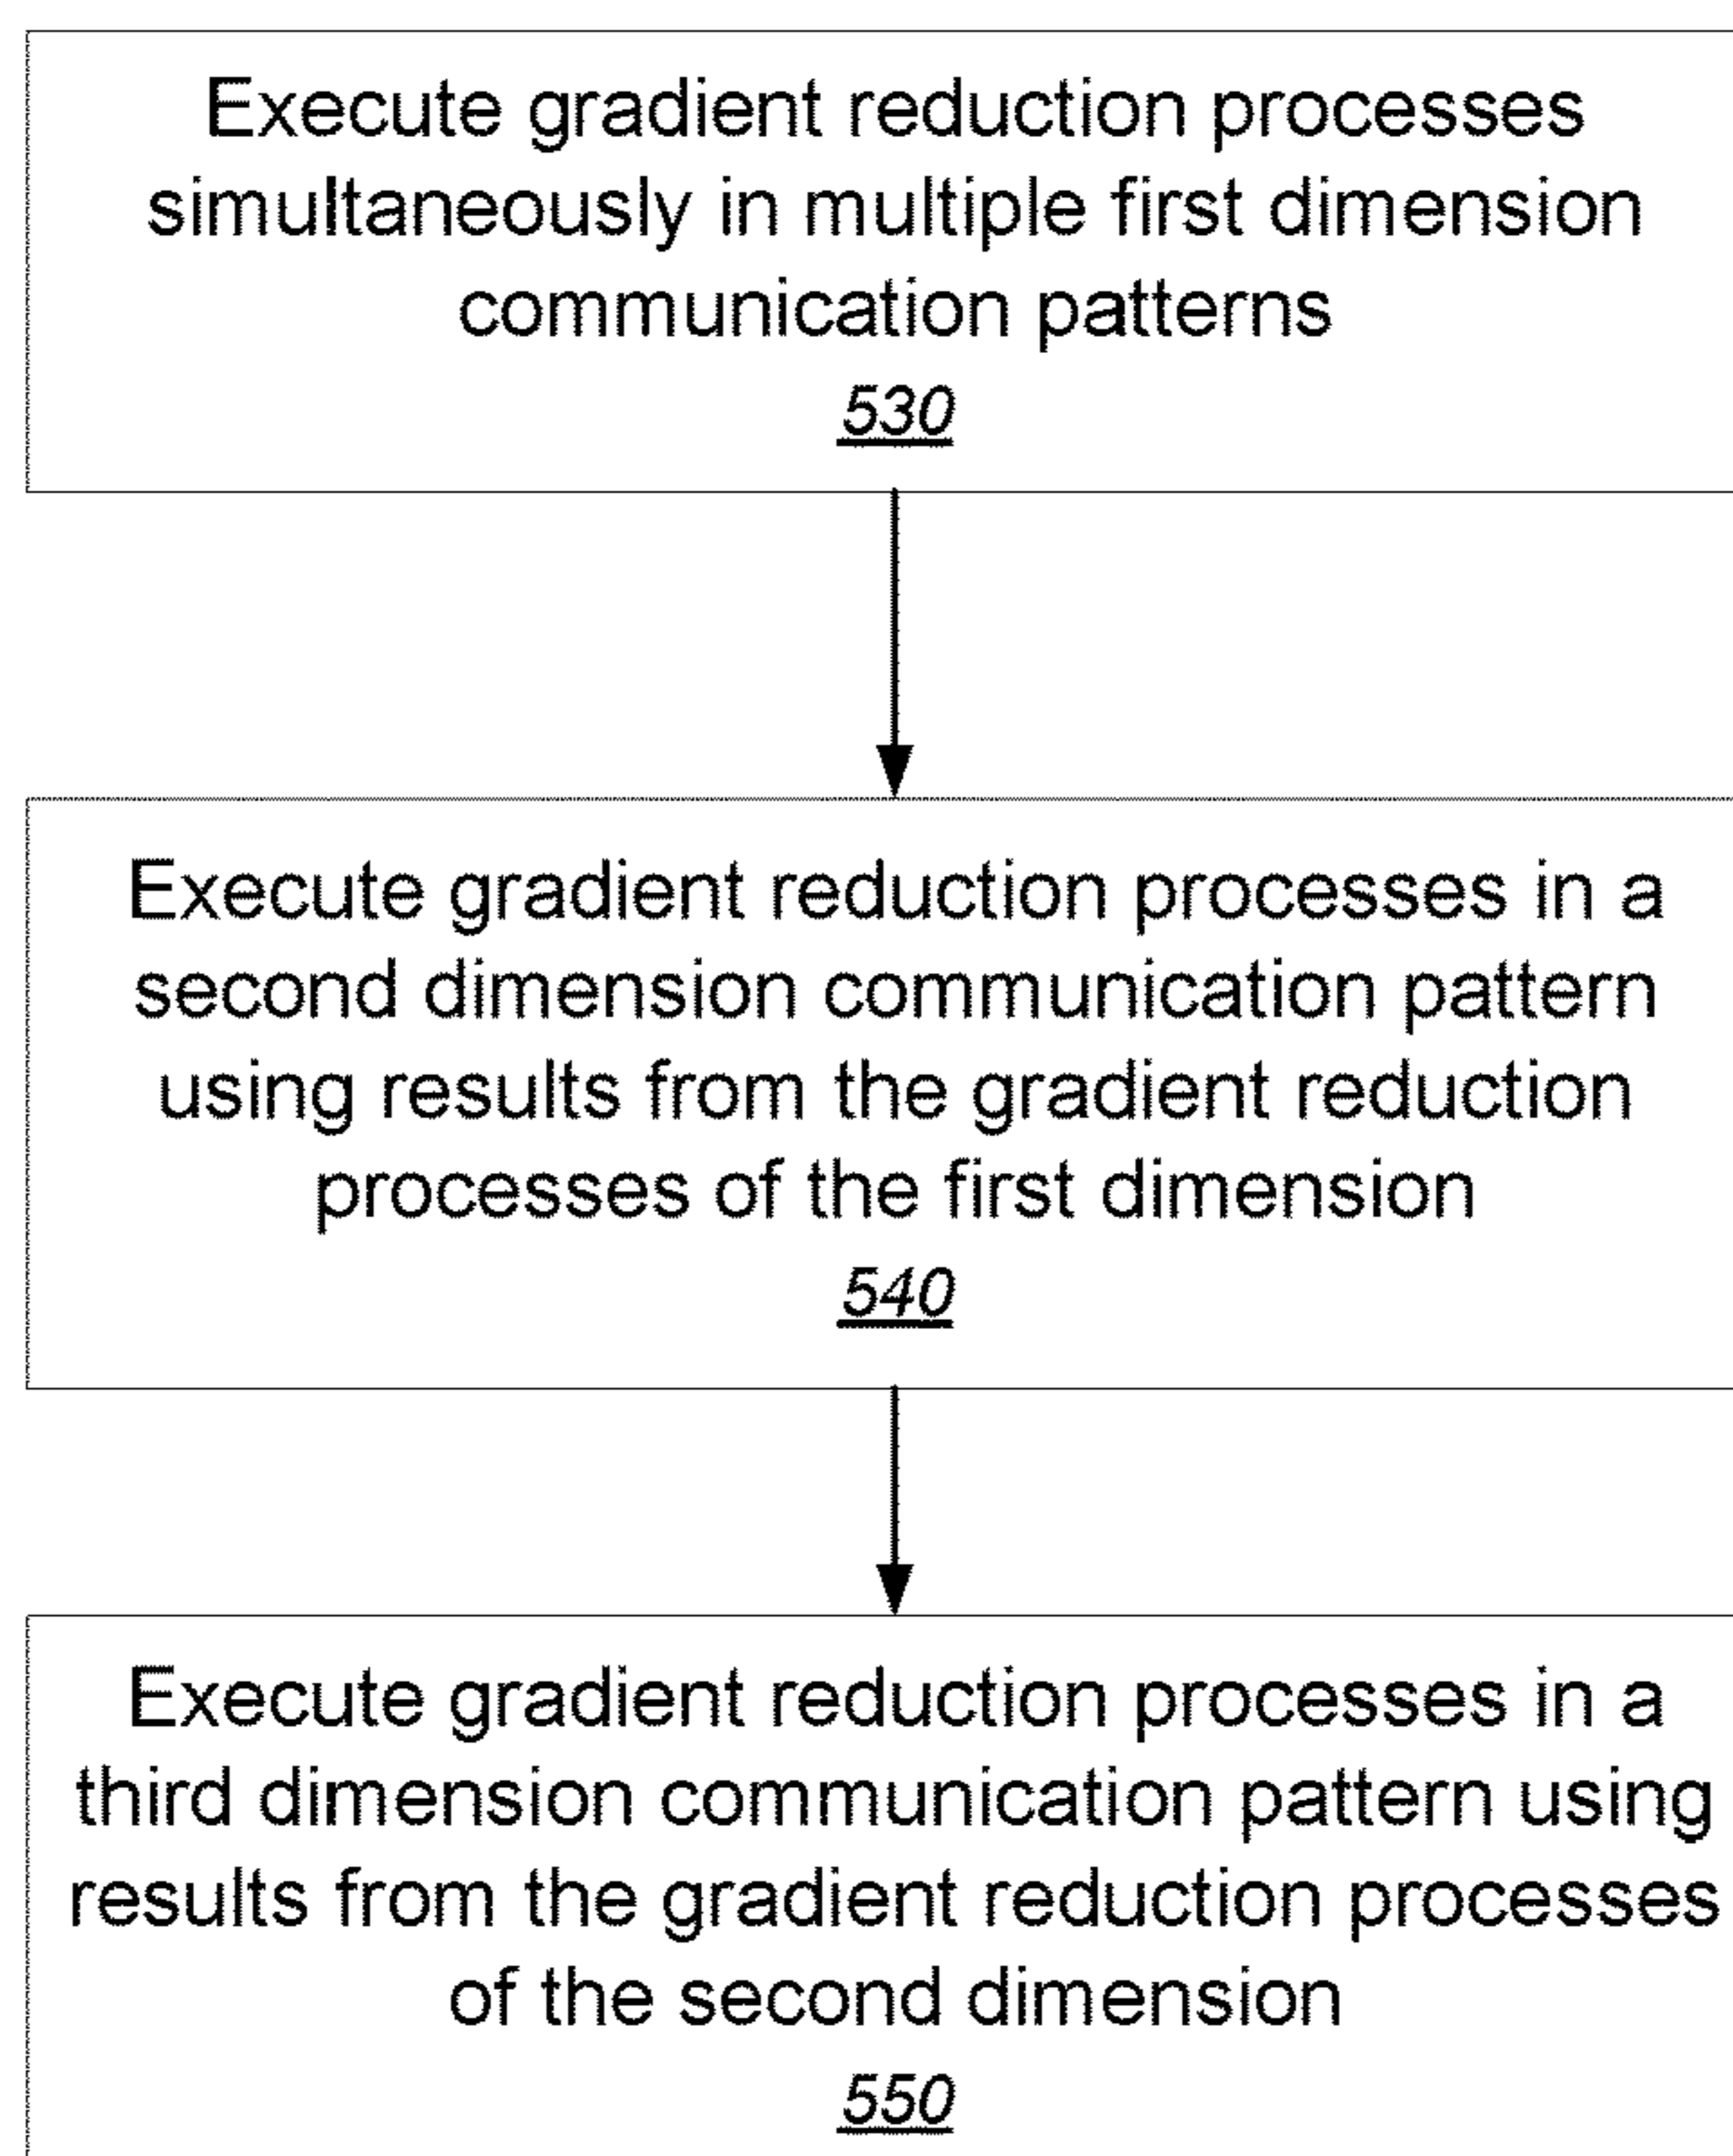 Execute gradient reduction processes
simultaneously in multiple first dimension
communication patterns
530
Execute gradient reduction processes in a
second dimension communication pattern
using results from the gradient reduction
processes of the first dimension
540
Execute gradient reduction processes in a
third dimension communication pattern using
results from the gradient reduction processes
of the second dimension
550